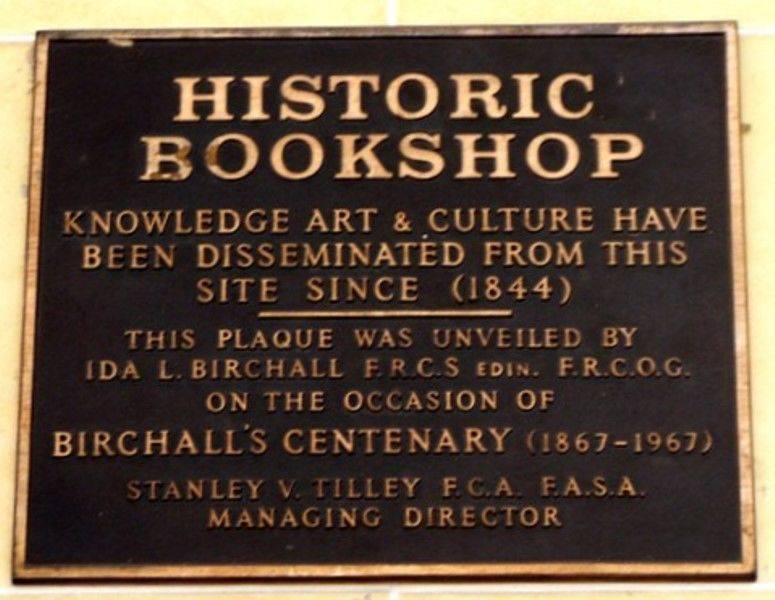 HISTORIC
BOOKSHOP
KNOWLEDGE ART & CULTURE HAVE
BEEN DISSEMINATED FROM THIS
SITE SINCE (1844)
THIS PLAQUE WAS UNVEILED BY
IDA L. BIRCHALL F.R.C.S EDIN. F.R.C.O.G.
ON THE OCCASION OF
BIRCHALL'S CENTENARY (1867-1967)
STANLEY V. TILLEY F.C.A. F.A.S.A.
MANAGING DIRECTOR